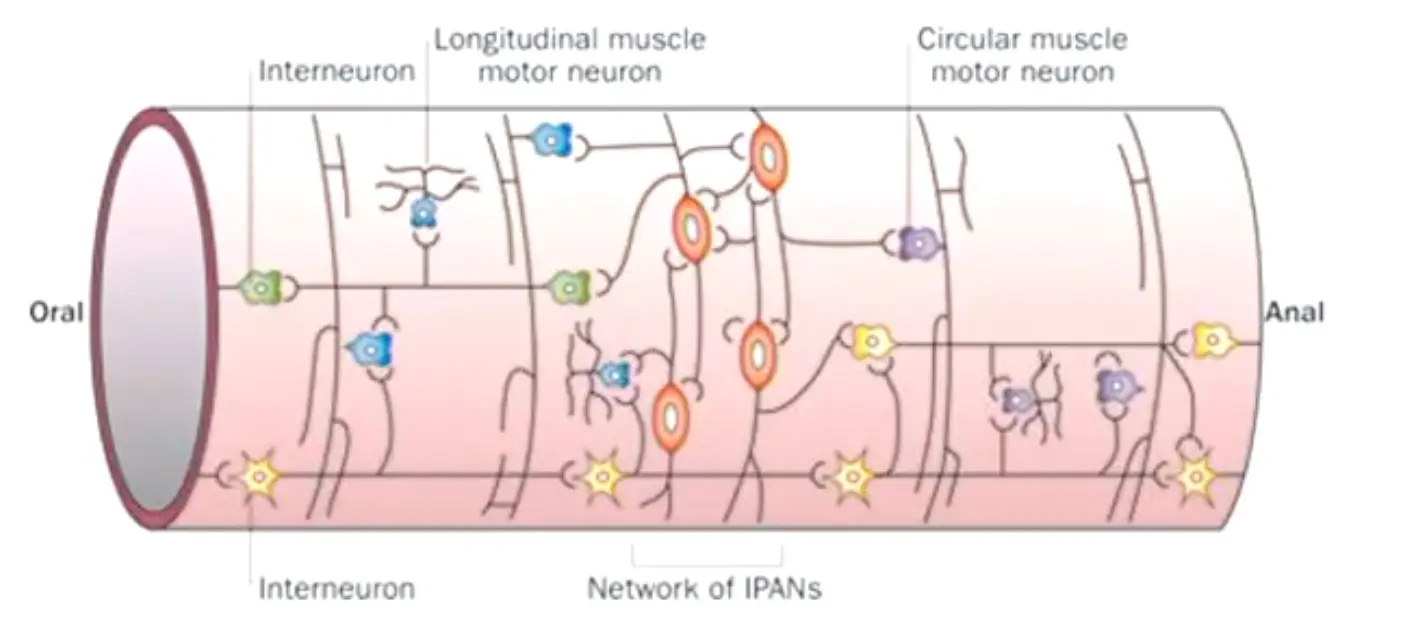 Longitudinal muscle
motor neuron
Circular muscle
motor neuron
Interneuron
Oral
Anal
Interneuron
Network of IPANs